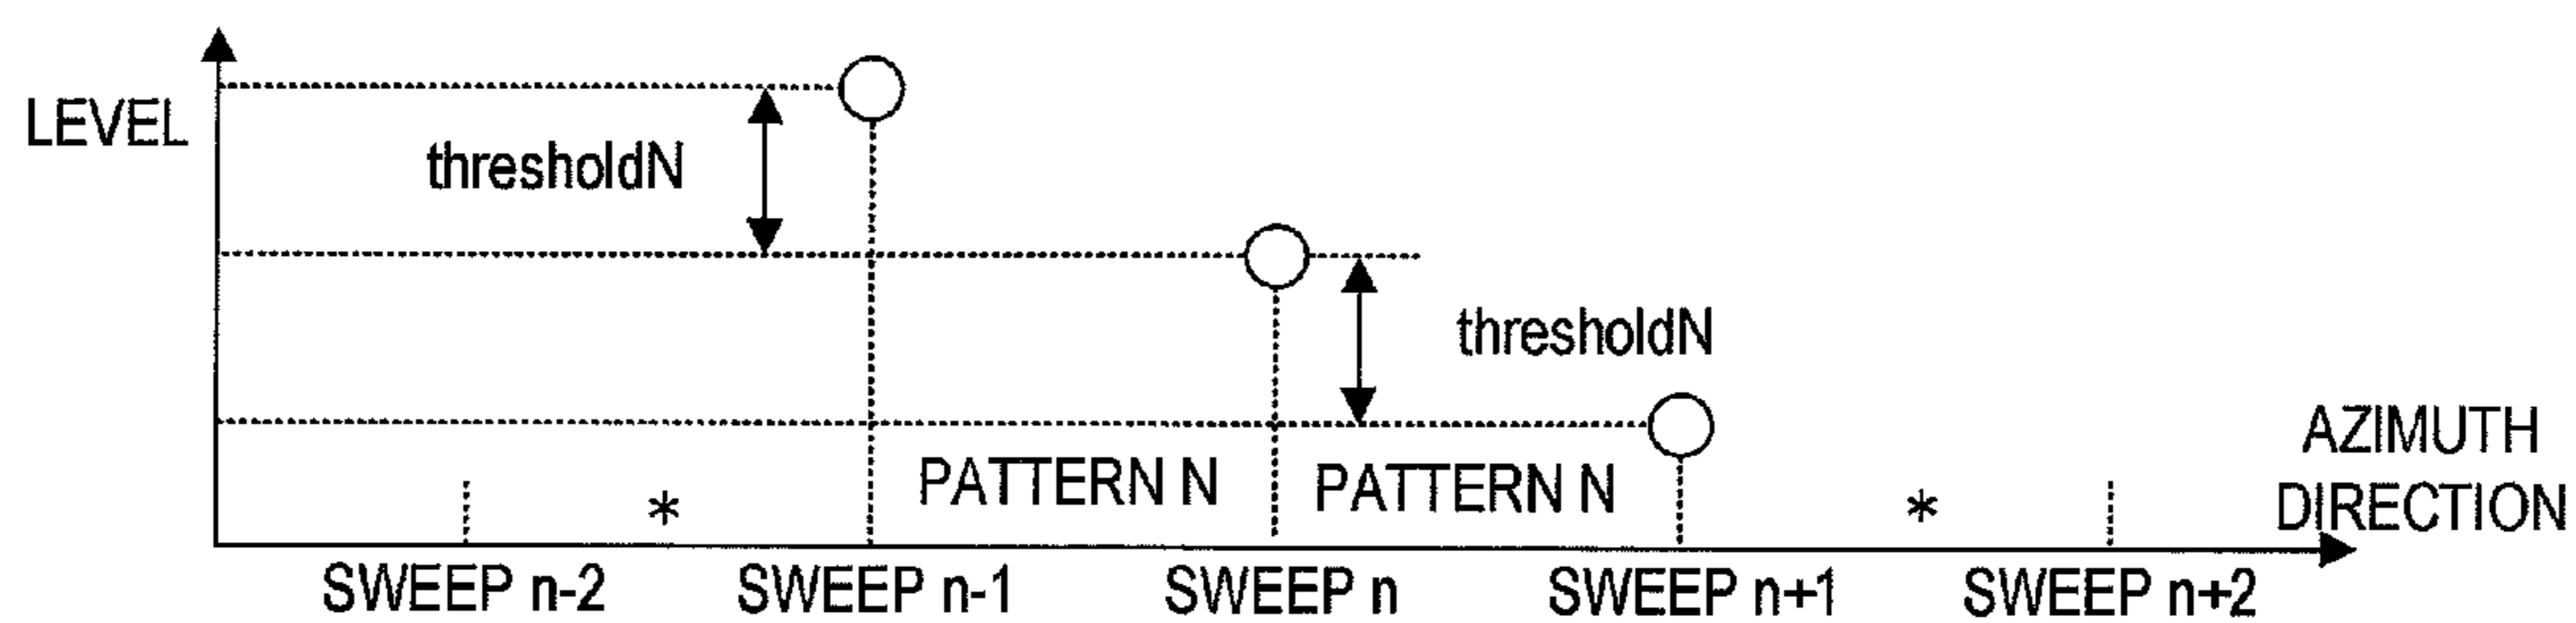 LEVEL
thresholdN
thresholdN
AZIMUTH
DIRECTION
PATTERN N
PATTERN N
*
*
SWEEP n-2
SWEEP n-1
SWEEP n
SWEEP n+1
SWEEP n+2